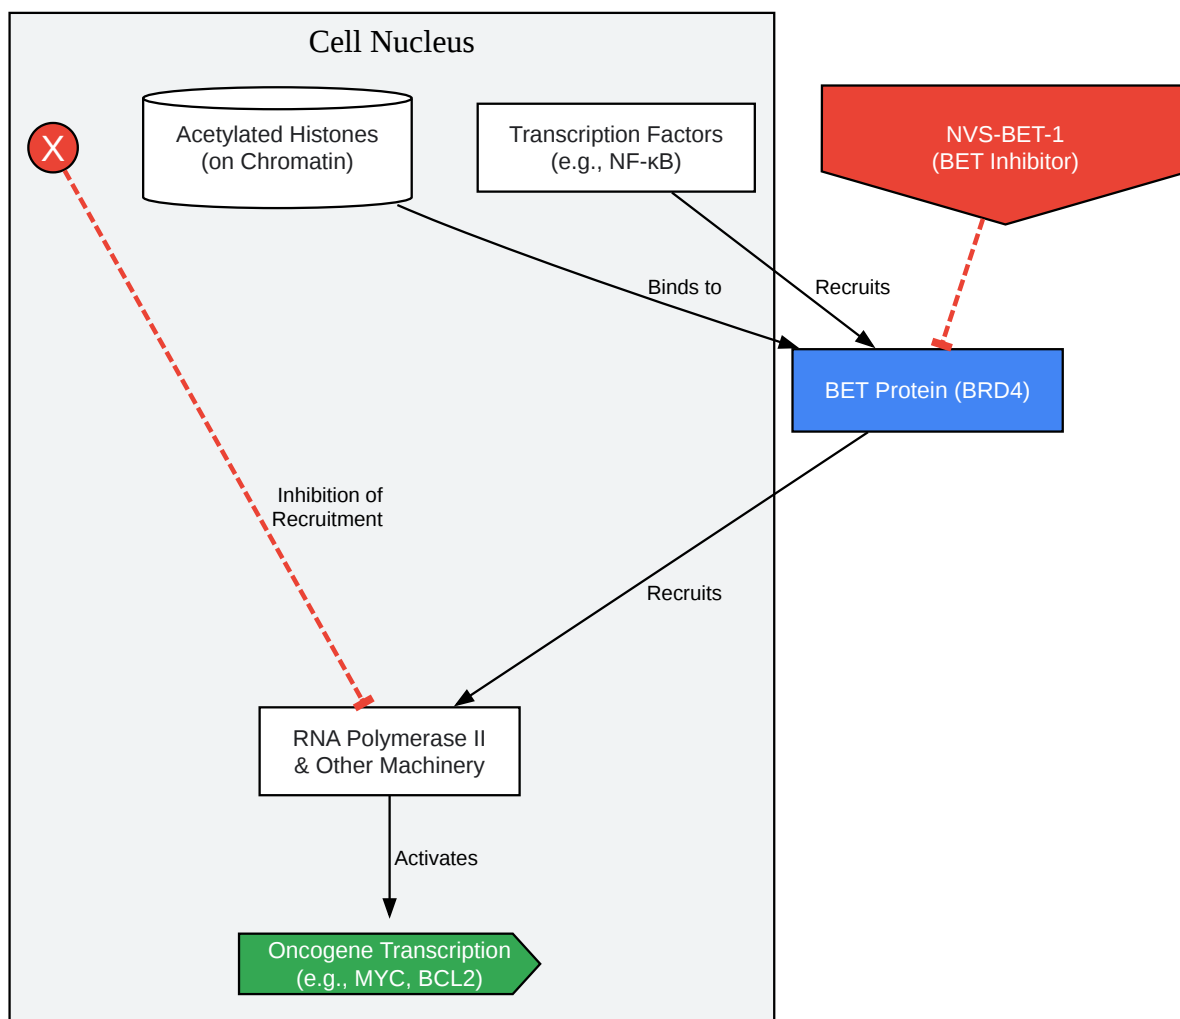 Cell Nucleus
X
Acetylated Histones
(on Chromatin)
Transcription Factors
(e.g., NF-κB)
NVS-BET-1
(BET Inhibitor)
Binds to
Recruits
BET Protein (BRD4)
Inhibition of
Recruitment
Recruits
RNA Polymerase II
& Other Machinery
Activates
Oncogene Transcription
(e.g., MYC, BCL2)